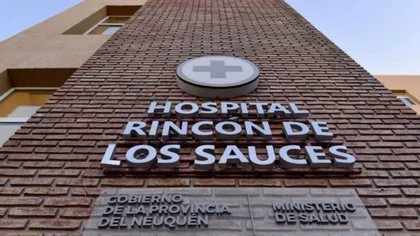 HOSPITAL
RINCÓN DE
LOS SAUCES
GOBIERNO
DE LA PROVINCIA
DEL NEUQUÉN
MINISTERIO
DE SALUD